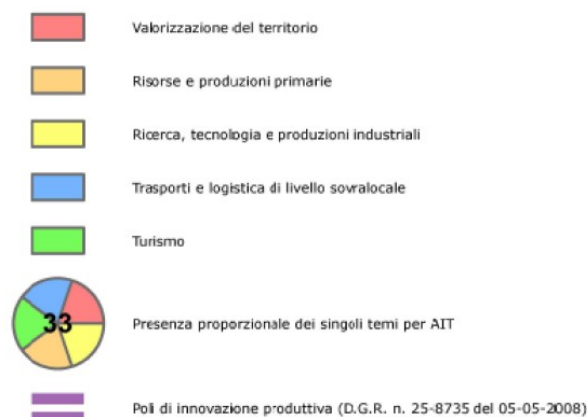 Valorizzazione del territorio
Risorse e produzioni primarie
Ricerca, tecnologia e produzioni industriali
Trasporti e logistica di livello sovralocale
Turismo
33
Presenza proporzionale dei singoli temi per AIT
Poli di innovazione produttiva (D.G.R. n. 25-8735 del 05-05-2008)